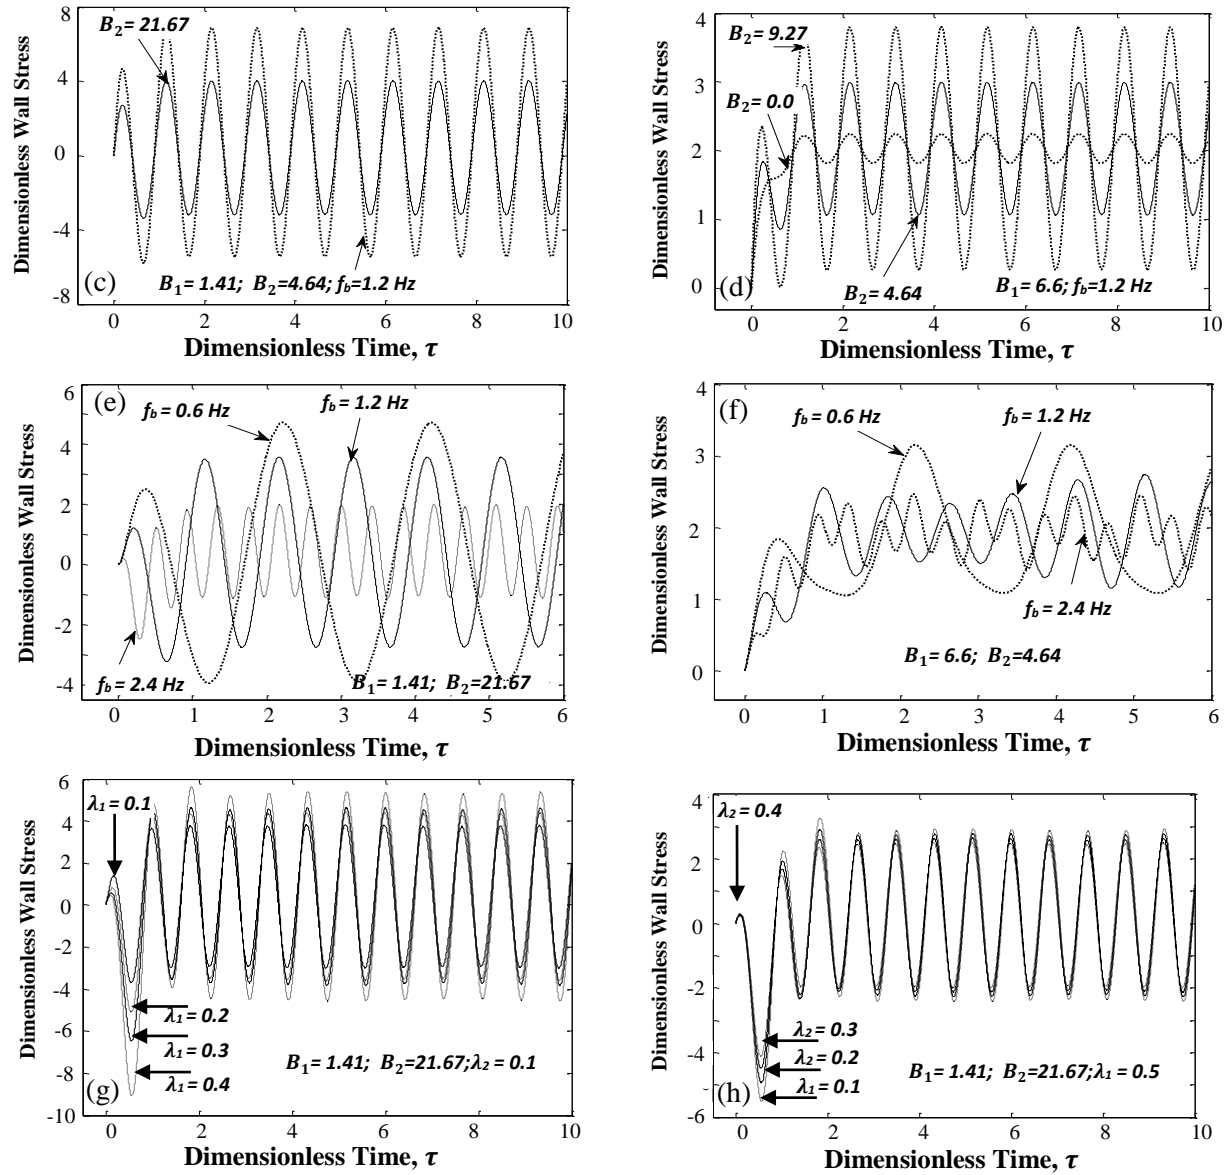 B₂ = 21.67
8
4
0
-4
-8
Dimensionless Wall Stress
(c)
B₁= 1.41; B₂=4.64; f_b=1.2 Hz
0 2 4 6 8 10
Dimensionless Time, τ
B₂ = 9.27
B₂ = 0.0
4
3
2
1
0
Dimensionless Wall Stress
(d)
B₂ = 4.64
B₁= 6.6; f_b=1.2 Hz
0 2 4 6 8 10
Dimensionless Time, τ
(e)
f_b = 0.6 Hz
f_b = 1.2 Hz
6
4
2
0
-2
-4
Dimensionless Wall Stress
f_b = 2.4 Hz
B₁= 1.41; B₂=21.67
0 1 2 3 4 5 6
Dimensionless Time, τ
(f)
f_b = 0.6 Hz
f_b = 1.2 Hz
4
3
2
1
0
Dimensionless Wall Stress
f_b = 2.4 Hz
B₁= 6.6; B₂=4.64
0 1 2 3 4 5 6
Dimensionless Time, τ
λ₁ = 0.1
6
4
2
0
-2
-4
-6
-8
-10
Dimensionless Wall Stress
λ₁ = 0.2
λ₁ = 0.3
λ₁ = 0.4
(g)
B₁= 1.41; B₂=21.67;λ₂ = 0.1
0 2 4 6 8 10
Dimensionless Time, τ
λ₂ = 0.4
4
2
0
-2
-4
-6
Dimensionless Wall Stress
λ₂ = 0.3
λ₂ = 0.2
λ₂ = 0.1
(h)
B₁= 1.41; B₂=21.67;λ₁ = 0.5
0 2 4 6 8 10
Dimensionless Time, τ